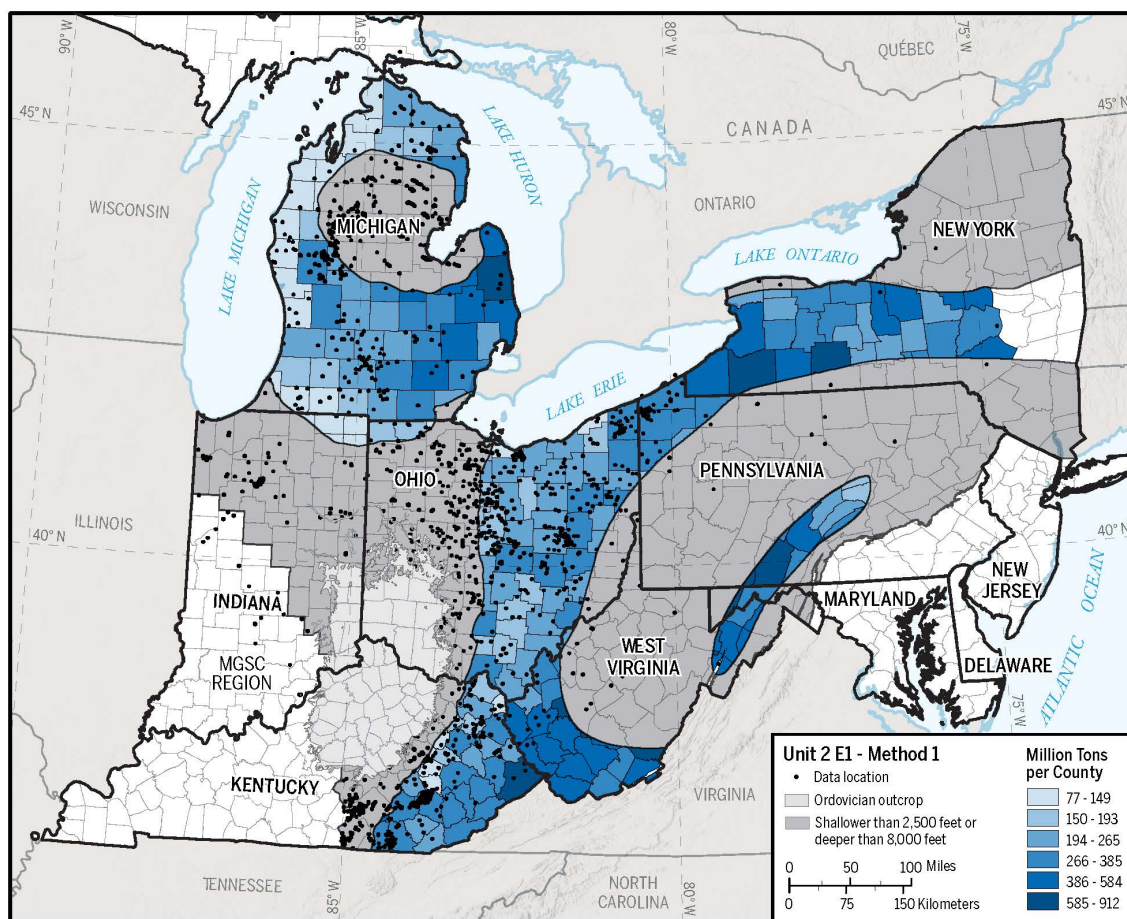 90° W
85° W
80° W
75° W
QUÉBEC
45° N
45° N
CANADA
LAKE HURON
WISCONSIN
LAKE MICHIGAN
MICHIGAN
ONTARIO
NEW YORK
LAKE ONTARIO
LAKE ERIE
OHIO
PENNSYLVANIA
ILLINOIS
40° N
40° N
INDIANA
NEW
JERSEY
MARYLAND
WEST
VIRGINIA
MGSC
REGION
DELAWARE
75° W
ATLANTIC OCEAN
KENTUCKY
VIRGINIA
TENNESSEE
85° W
NORTH
CAROLINA
80° W
Unit 2 E1 - Method 1
Data location
Ordovician outcrop
Shallower than 2,500 feet or
deeper than 8,000 feet
0 50 100 Miles
0 75 150 Kilometers
Million Tons
per County
77 - 149
150 - 193
194 - 265
266 - 385
386 - 584
585 - 912